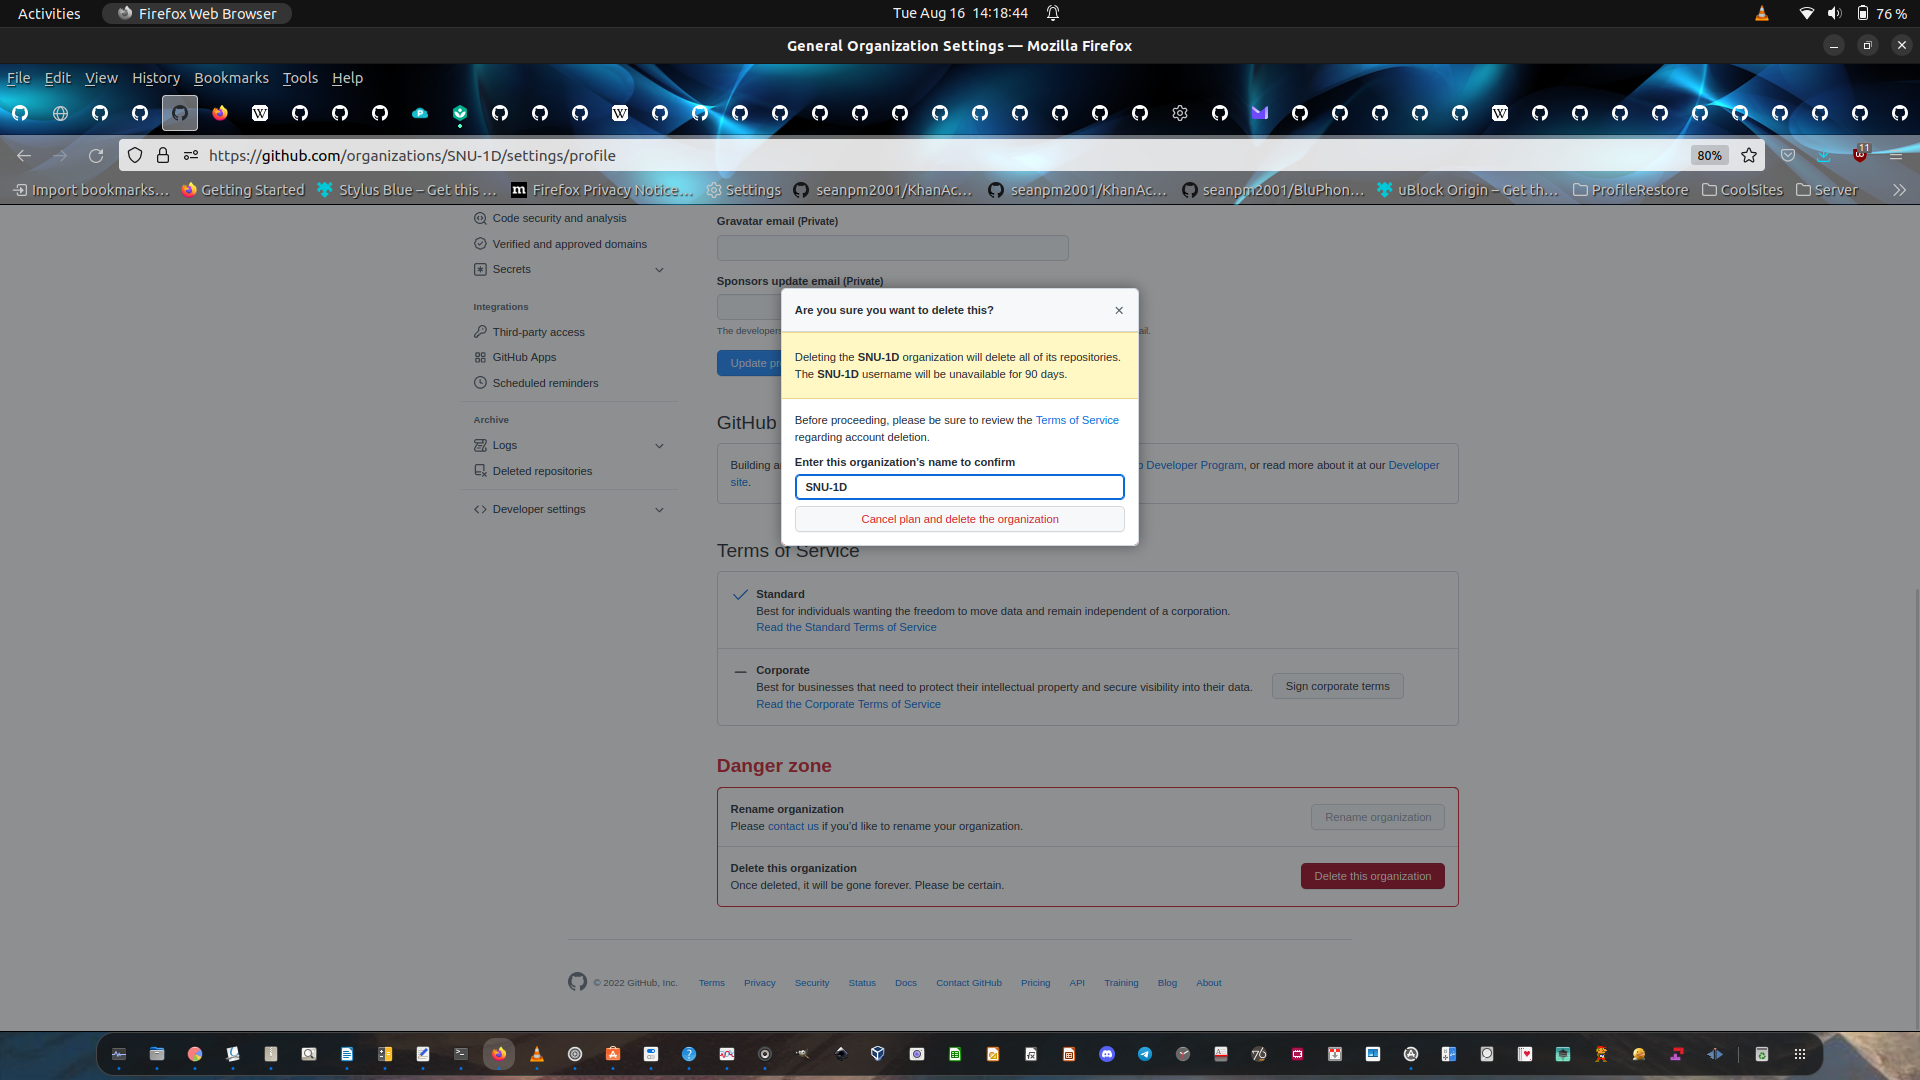 Activities
Firefox Web Browser
Tue Aug 16 14:18:44
76 %
General Organization Settings — Mozilla Firefox
File Edit View History Bookmarks Tools Help
https://github.com/organizations/SNU-1D/settings/profile
80%
11
Import bookmarks…
Getting Started
Stylus Blue – Get this …
Firefox Privacy Notice…
Settings
seanpm2001/KhanAc…
seanpm2001/KhanAc…
seanpm2001/BluPhon…
uBlock Origin – Get th…
ProfileRestore
CoolSites
Server
Code security and analysis
Verified and approved domains
Secrets
Integrations
Third-party access
GitHub Apps
Scheduled reminders
Archive
Logs
Deleted repositories
Developer settings
Gravatar email (Private)
Sponsors update email (Private)
The developer
ail.
Update pr
Are you sure you want to delete this?
Deleting the SNU-1D organization will delete all of its repositories.
The SNU-1D username will be unavailable for 90 days.
Before proceeding, please be sure to review the Terms of Service
regarding account deletion.
Enter this organization's name to confirm
SNU-1D
Cancel plan and delete the organization
GitHub
Building a
Developer Program, or read more about it at our Developer
site.
Terms of Service
Standard
Best for individuals wanting the freedom to move data and remain independent of a corporation.
Read the Standard Terms of Service
Corporate
Best for businesses that need to protect their intellectual property and secure visibility into their data.
Read the Corporate Terms of Service
Sign corporate terms
Danger zone
Rename organization
Please contact us if you'd like to rename your organization.
Rename organization
Delete this organization
Once deleted, it will be gone forever. Please be certain.
Delete this organization
© 2022 GitHub, Inc.
Terms
Privacy
Security
Status
Docs
Contact GitHub
Pricing
API
Training
Blog
About